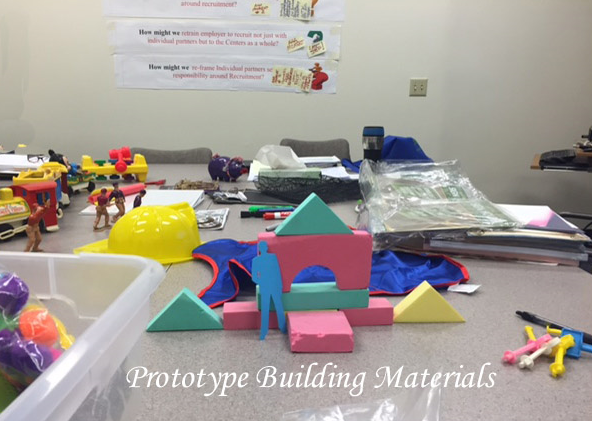 around recruitment?
How might we retrain employer to recruit not just with
individual partners but to the Centers as a whole?
How might we re-frame Individual partners
responsibility around Recruitment?
Prototype Building Materials